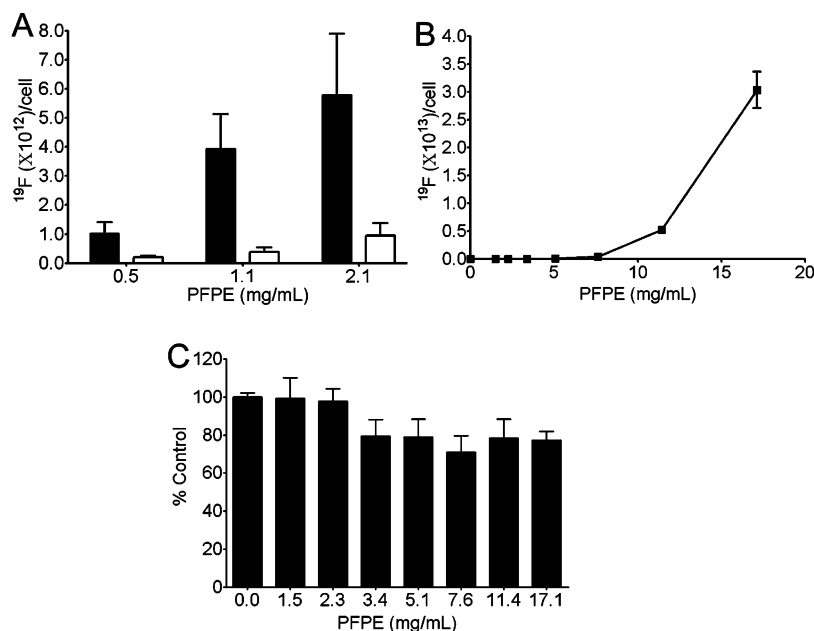 A
8.0
7.0
6.0
5.0
4.0
3.0
2.0
1.0
0.0
¹⁹F (X10¹²)/cell
0.5 1.1 2.1
PFPE (mg/mL)
B
4.0
3.5
3.0
2.5
2.0
1.5
1.0
0.5
0.0
¹⁹F (X10¹³)/cell
0 5 10 15 20
PFPE (mg/mL)
C
120
100
80
60
40
20
0
% Control
0.0 1.5 2.3 3.4 5.1 7.6 11.4 17.1
PFPE (mg/mL)